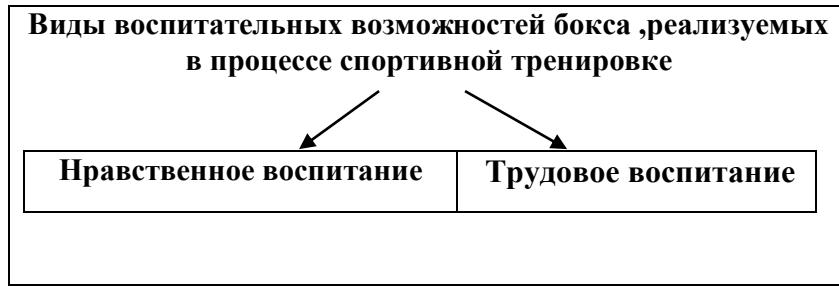 Виды воспитательных возможностей бокса ,реализуемых
в процессе спортивной тренировке
Нравственное воспитание
Трудовое воспитание